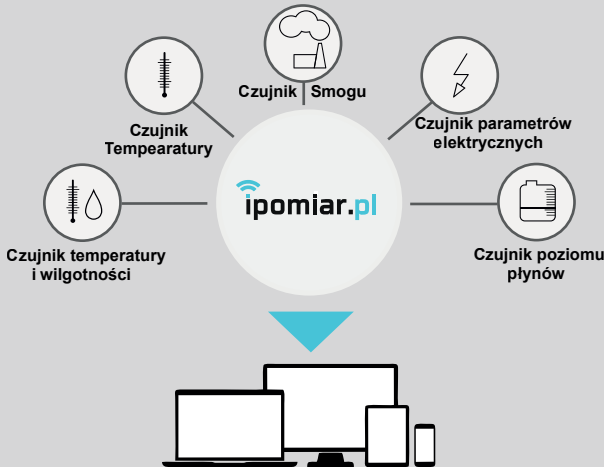 Czujnik Smogu
Czujnik
Tempearatury
Czujnik parametrów
elektrycznych
ipomiar.pl
Czujnik temperatury
i wilgotności
Czujnik poziomu
płynów